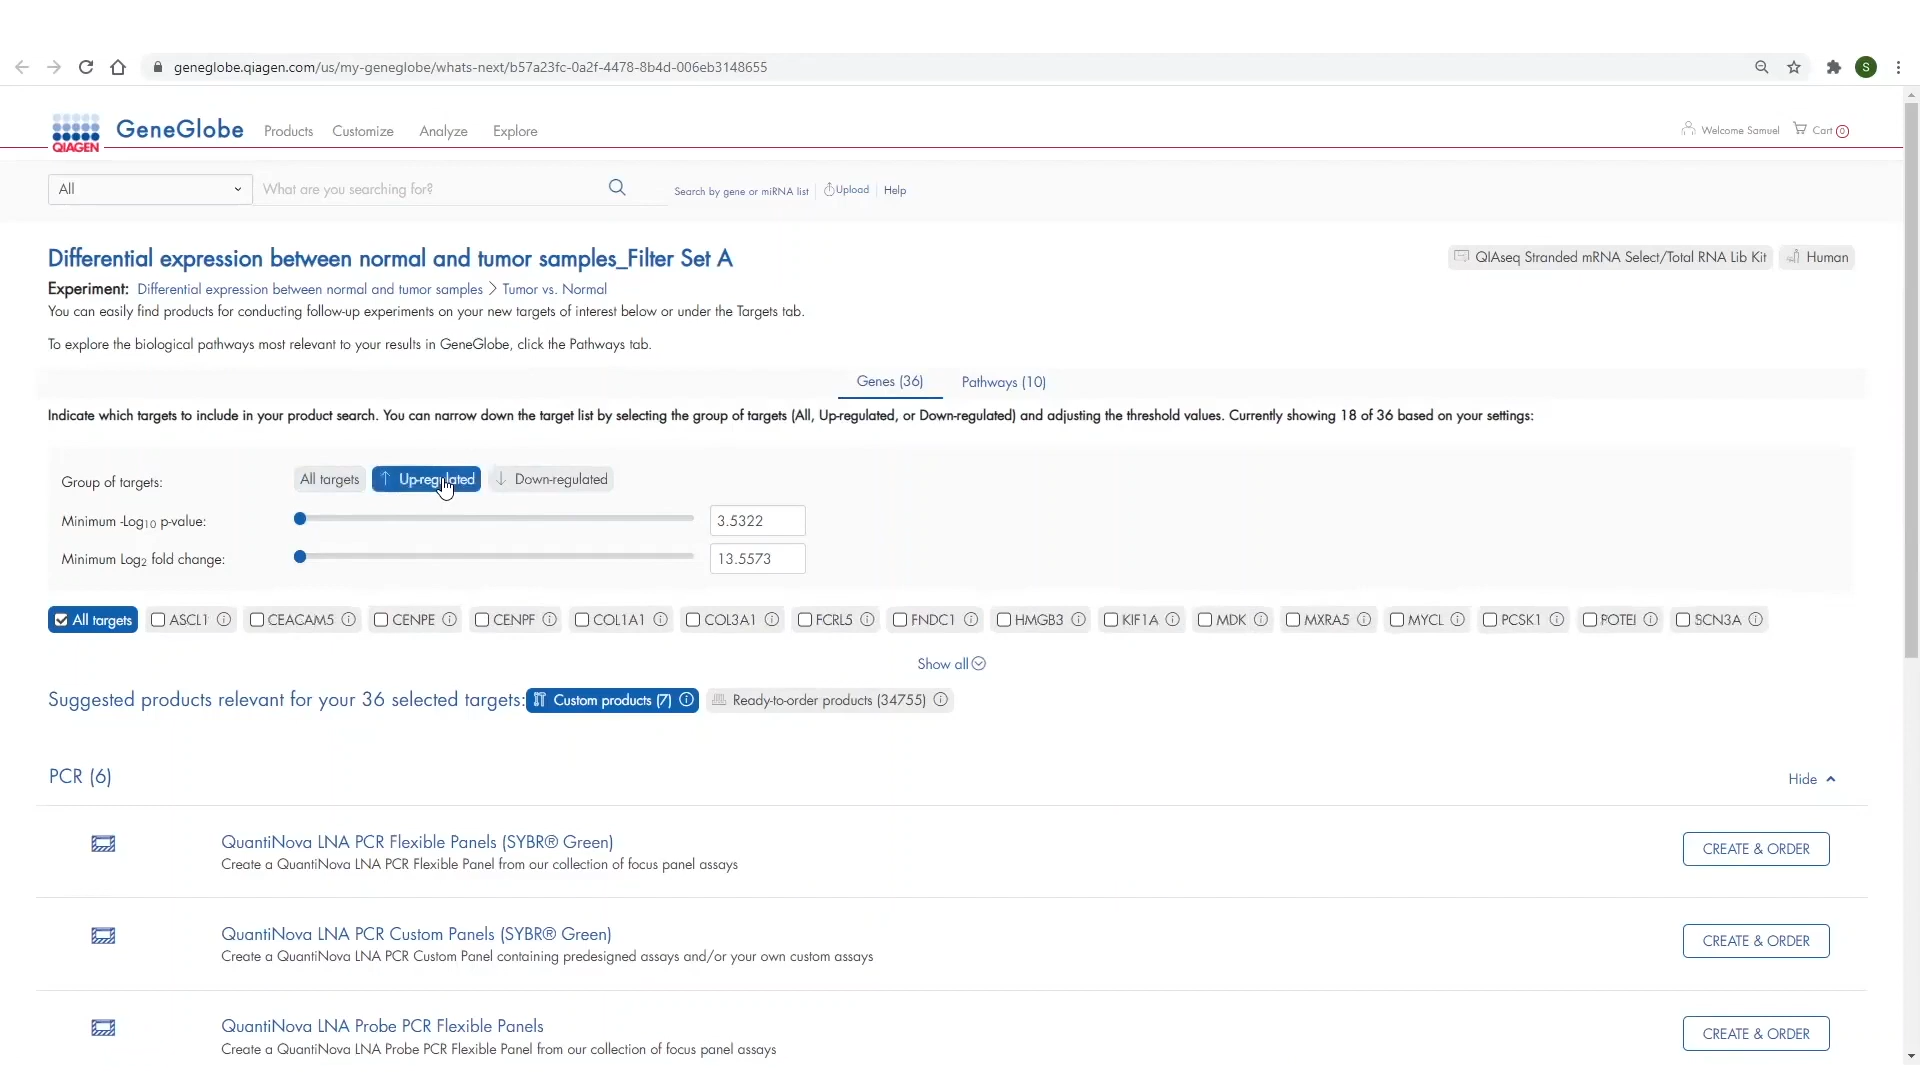 geneglobe.qiagen.com/us/my-geneglobe/whats-next/b57a23fc-0a2f-4478-8b4d-006eb3148655
S
QIAGEN
GeneGlobe Products Customize Analyze Explore
Welcome Samuel Cart 0
All What are you searching for? Search by gene or miRNA list Upload Help
Differential expression between normal and tumor samples_Filter Set A
QIAseq Stranded mRNA Select/Total RNA Lib Kit Human
Experiment: Differential expression between normal and tumor samples > Tumor vs. Normal
You can easily find products for conducting follow-up experiments on your new targets of interest below or under the Targets tab.
To explore the biological pathways most relevant to your results in GeneGlobe, click the Pathways tab.
Genes (36) Pathways (10)
Indicate which targets to include in your product search. You can narrow down the target list by selecting the group of targets (All, Up-regulated, or Down-regulated) and adjusting the threshold values. Currently showing 18 of 36 based on your settings:
Group of targets: All targets ↑ Up-regulated ↓ Down-regulated
Minimum -Log10 p-value: 3.5322
Minimum Log2 fold change: 13.5573
All targets ASCL1 CEACAM5 CENPE CENPF COL1A1 COL3A1 FCRL5 FNDC1 HMGB3 KIF1A MDK MXRA5 MYCL PCSK1 POTEI SCN3A
Show all
Suggested products relevant for your 36 selected targets: Custom products (7) Ready-to-order products (34755)
PCR (6)
Hide
QuantiNova LNA PCR Flexible Panels (SYBR® Green)
Create a QuantiNova LNA PCR Flexible Panel from our collection of focus panel assays
CREATE & ORDER
QuantiNova LNA PCR Custom Panels (SYBR® Green)
Create a QuantiNova LNA PCR Custom Panel containing predesigned assays and/or your own custom assays
CREATE & ORDER
QuantiNova LNA Probe PCR Flexible Panels
Create a QuantiNova LNA Probe PCR Flexible Panel from our collection of focus panel assays
CREATE & ORDER